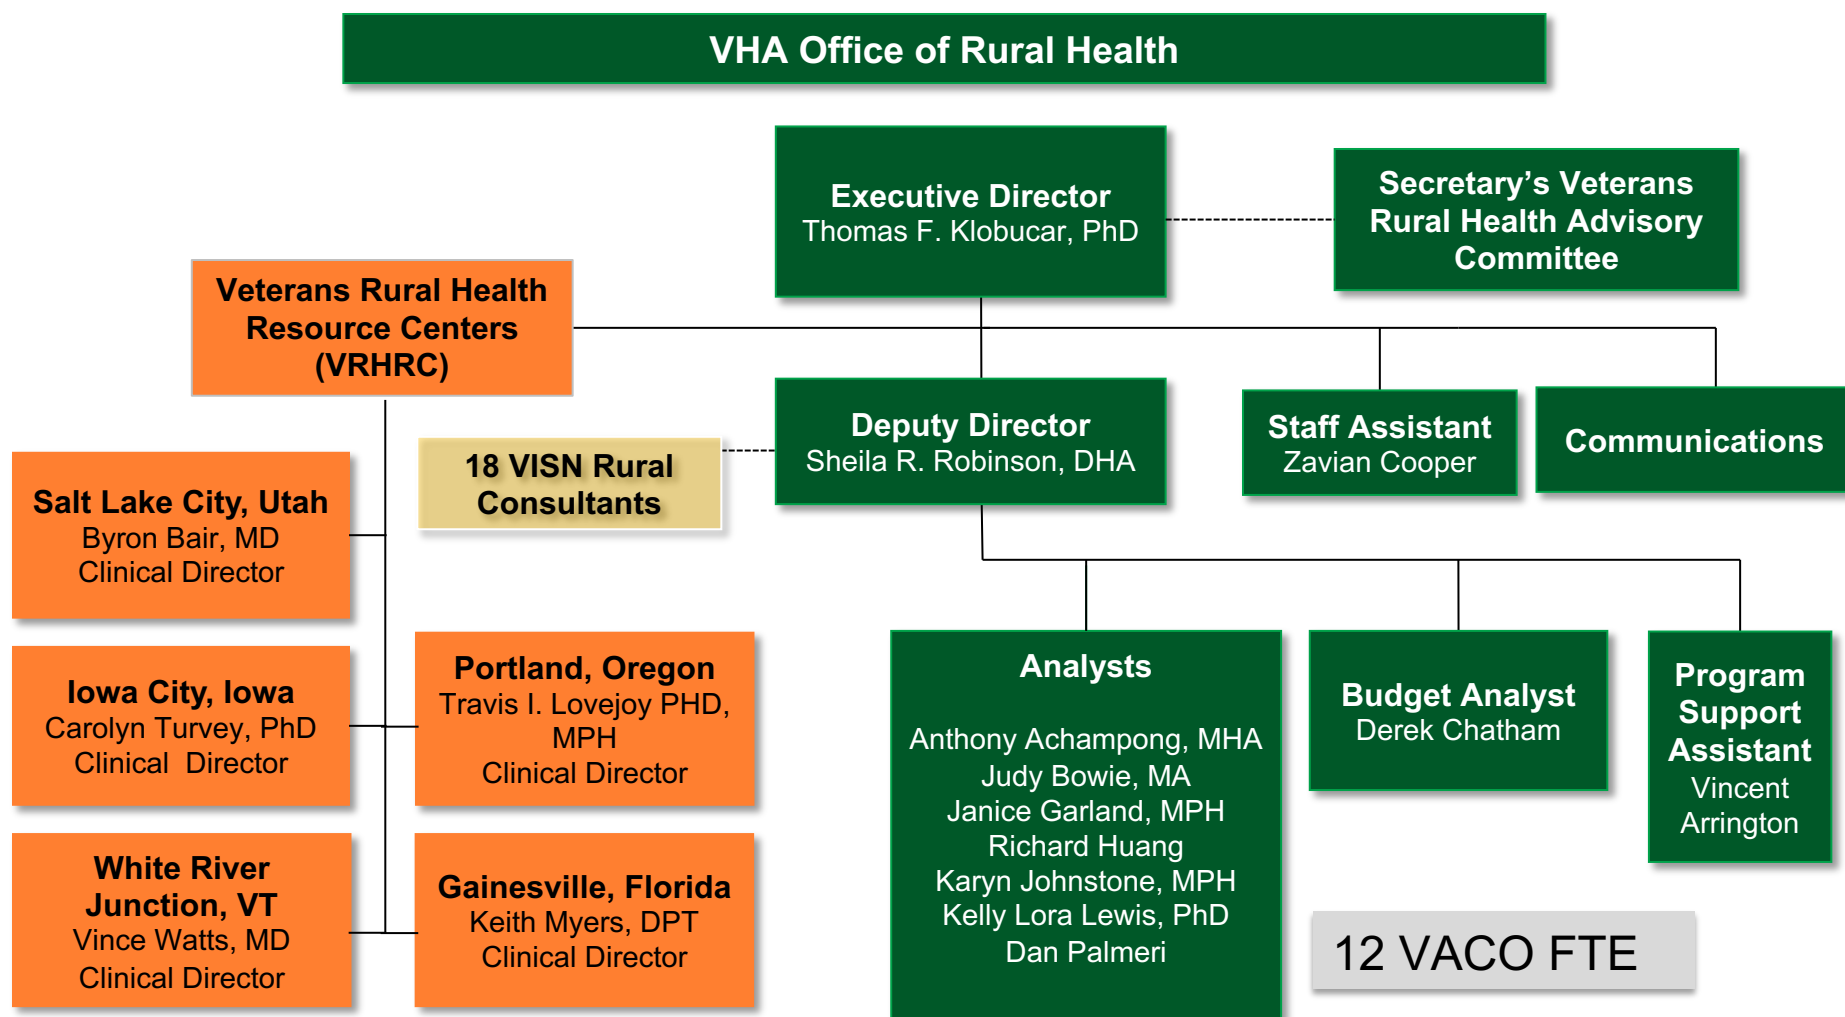 VHA Office of Rural Health
Executive Director
Thomas F. Klobucar, PhD
Secretary’s Veterans
Rural Health Advisory
Committee
Veterans Rural Health
Resource Centers
(VRHRC)
Deputy Director
Sheila R. Robinson, DHA
Staff Assistant
Zavian Cooper
Communications
18 VISN Rural
Consultants
Salt Lake City, Utah
Byron Bair, MD
Clinical Director
Iowa City, Iowa
Carolyn Turvey, PhD
Clinical  Director
Portland, Oregon
Travis I. Lovejoy PHD,
MPH
Clinical Director
White River
Junction, VT
Vince Watts, MD
Clinical Director
Gainesville, Florida
Keith Myers, DPT
Clinical Director
Analysts
Anthony Achampong, MHA
Judy Bowie, MA
Janice Garland, MPH
Richard Huang
Karyn Johnstone, MPH
Kelly Lora Lewis, PhD
Dan Palmeri
Budget Analyst
Derek Chatham
Program
Support
Assistant
Vincent
Arrington
12 VACO FTE